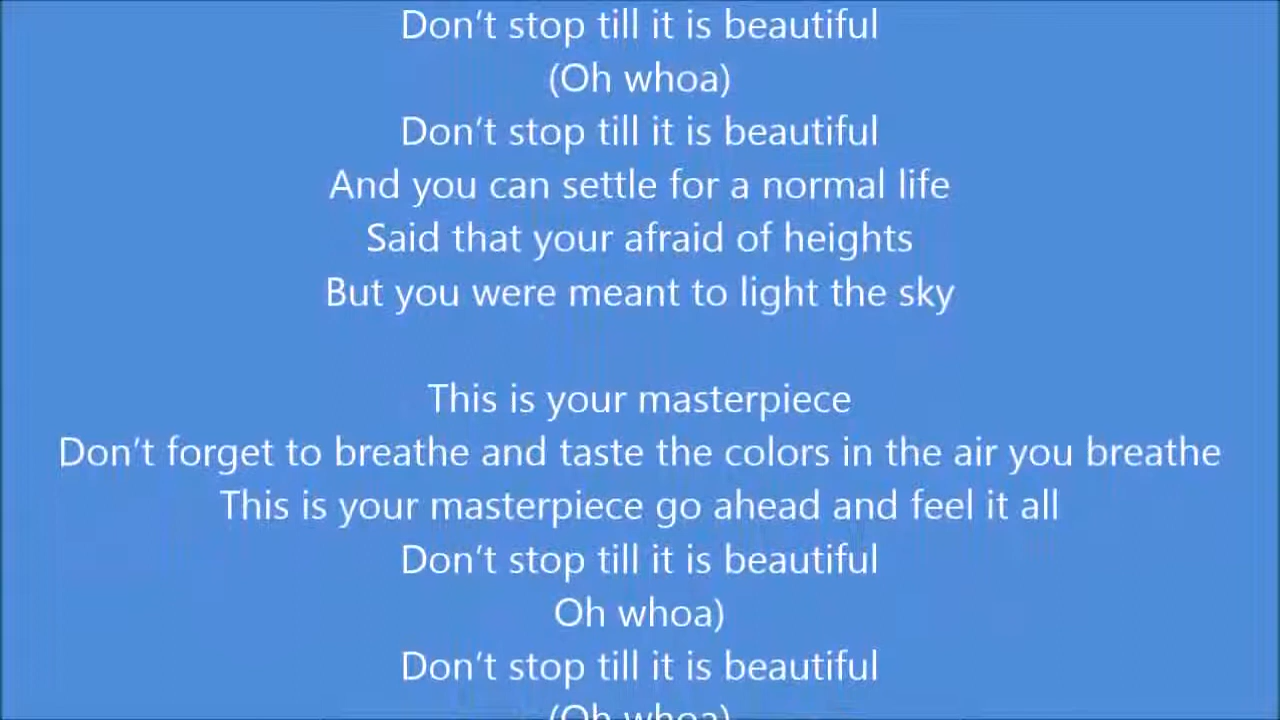 Don't stop till it is beautiful
(Oh whoa)
Don't stop till it is beautiful
And you can settle for a normal life
Said that your afraid of heights
But you were meant to light the sky
This is your masterpiece
Don't forget to breathe and taste the colors in the air you breathe
This is your masterpiece go ahead and feel it all
Don't stop till it is beautiful
Oh whoa)
Don't stop till it is beautiful
(Oh whoa)